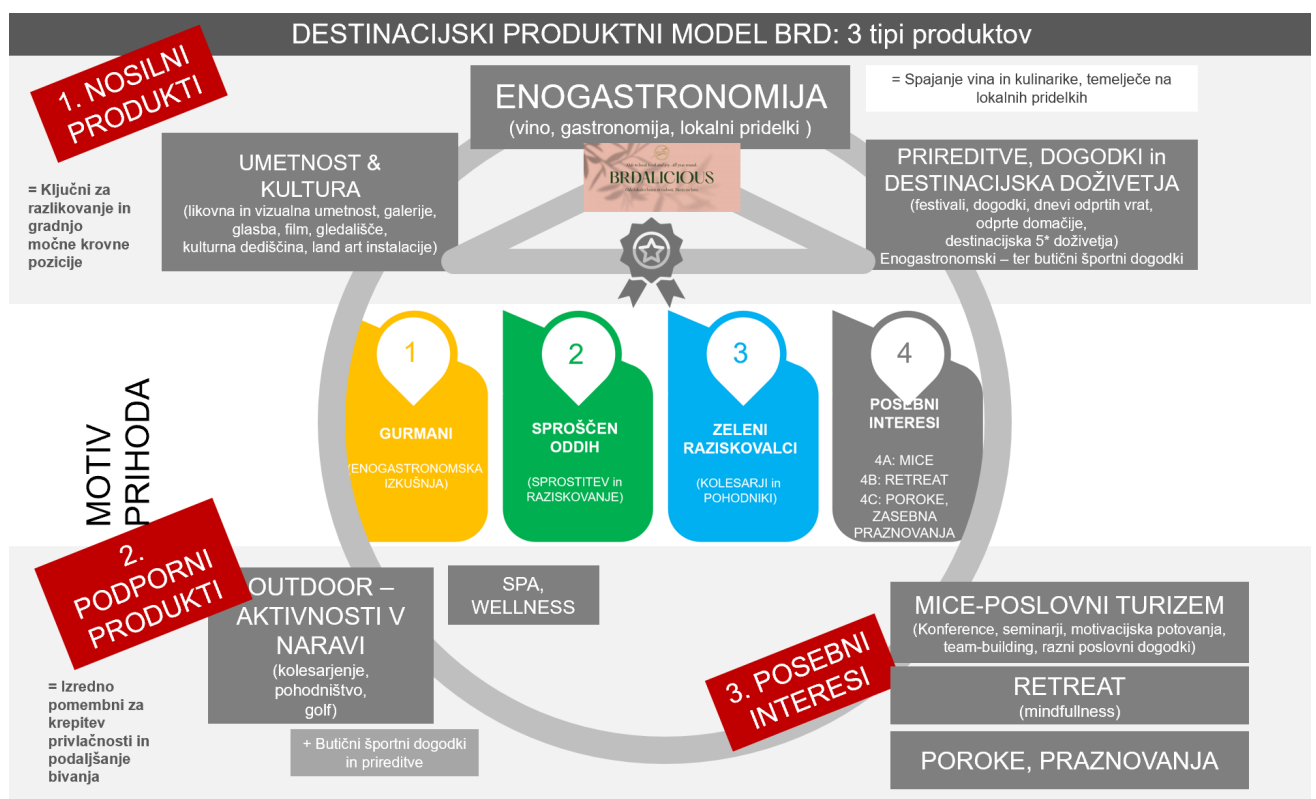 DESTINACIJSKI PRODUKTNI MODEL BRD: 3 tipi produktov
1. NOSILNI
PRODUKTI
= Ključni za
razlikovanje in
gradnjo
močne krovne
pozicije
ENOGASTRONOMIJA
(vino, gastronomija, lokalni pridelki )
= Spajanje vina in kulinarike, temelječe na
lokalnih pridelkih
UMETNOST &
KULTURA
(likovna in vizualna umetnost, galerije,
glasba, film, gledališče,
kulturna dediščina, land art instalacije)
BRDALICIOUS
PRIREDITVE, DOGODKI in
DESTINACIJSKA DOŽIVETJA
(festivali, dogodki, dnevi odprtih vrat,
odprte domačije,
destinacijska 5* doživetja)
Enogastronomski – ter butični športni dogodki
MOTIV
PRIHODA
1
GURMANI
(ENOGASTRONOMSKA
IZKUŠNJA)
2
SPROŠČEN
ODDIH
(SPROSTITEV in
RAZISKOVANJE)
3
ZELENI
RAZISKOVALCI
(KOLESARJI in
POHODNIKI)
4
POSEBNI
INTERESI
4A: MICE
4B: RETREAT
4C: POROKE,
ZASEBNA
PRAZNOVANJA
2.
PODPORNI
PRODUKTI
= Izredno
pomembni za
krepitev
privlačnosti in
podaljšanje
bivanja
OUTDOOR –
AKTIVNOSTI V
NARAVI
(kolesarjenje,
pohodništvo,
golf)
+ Butični športni dogodki
in prireditve
SPA,
WELLNESS
3. POSEBNI
INTERESI
MICE-POSLOVNI TURIZEM
(Konference, seminarji, motivacijska potovanja,
team-building, razni poslovni dogodki)
RETREAT
(mindfullness)
POROKE, PRAZNOVANJA